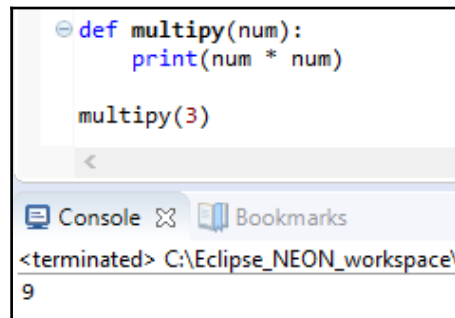 def multipy(num):
    print(num * num)
multipy(3)
Console Bookmarks
<terminated> C:\Eclipse_NEON_workspace\
9